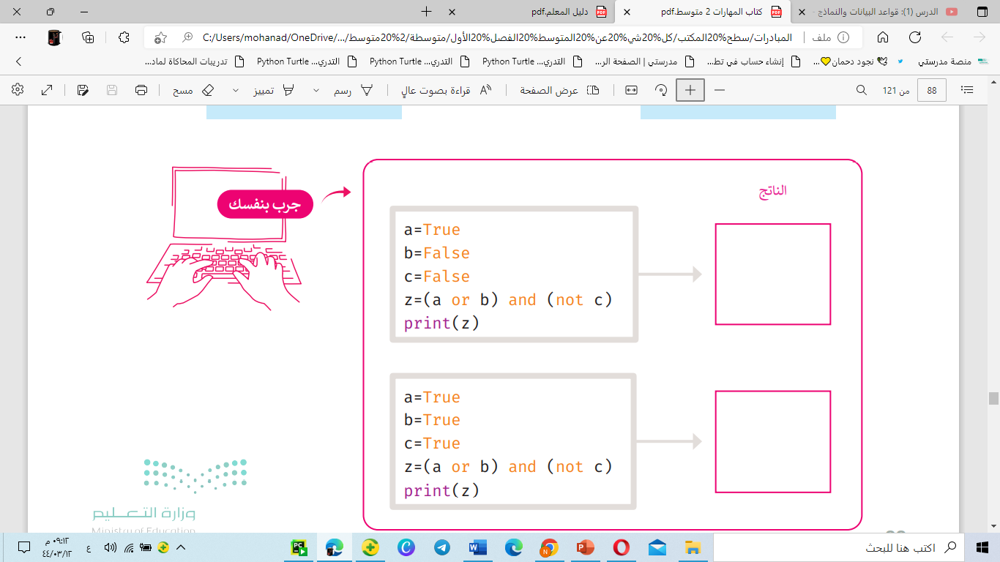 الدرس (1): قواعد البيانات والنماذج -
كتاب المهارات 2 متوسط.pdf
دليل المعلم.pdf
ملف
C:/Users/mohanad/OneDrive/.../المبادرات/سطح%20المكتب/كل%20شي%20عن%20المتوسط%20الفصل%20الأول/متوسطة/2%20متوسط
منصة مدرستي
نجود دحمان💛...
إنشاء حساب في تط...
مدرستي | الصفحة الر...
التدري... Python Turtle
التدري... Python Turtle
التدري... Python Turtle
تدريبات المحاكاة لماد...
88
من 121
عرض الصفحة
قراءة بصوت عالٍ
رسم
تمييز
مسح
الناتج
جرب بنفسك
a=True
b=False
c=False
z=(a or b) and (not c)
print(z)
a=True
b=True
c=True
z=(a or b) and (not c)
print(z)
وزارة التعـــليم
Ministry of Education
اكتب هنا للبحث
ع
٠٩:١٢ م
٤٤/٠٣/١٢